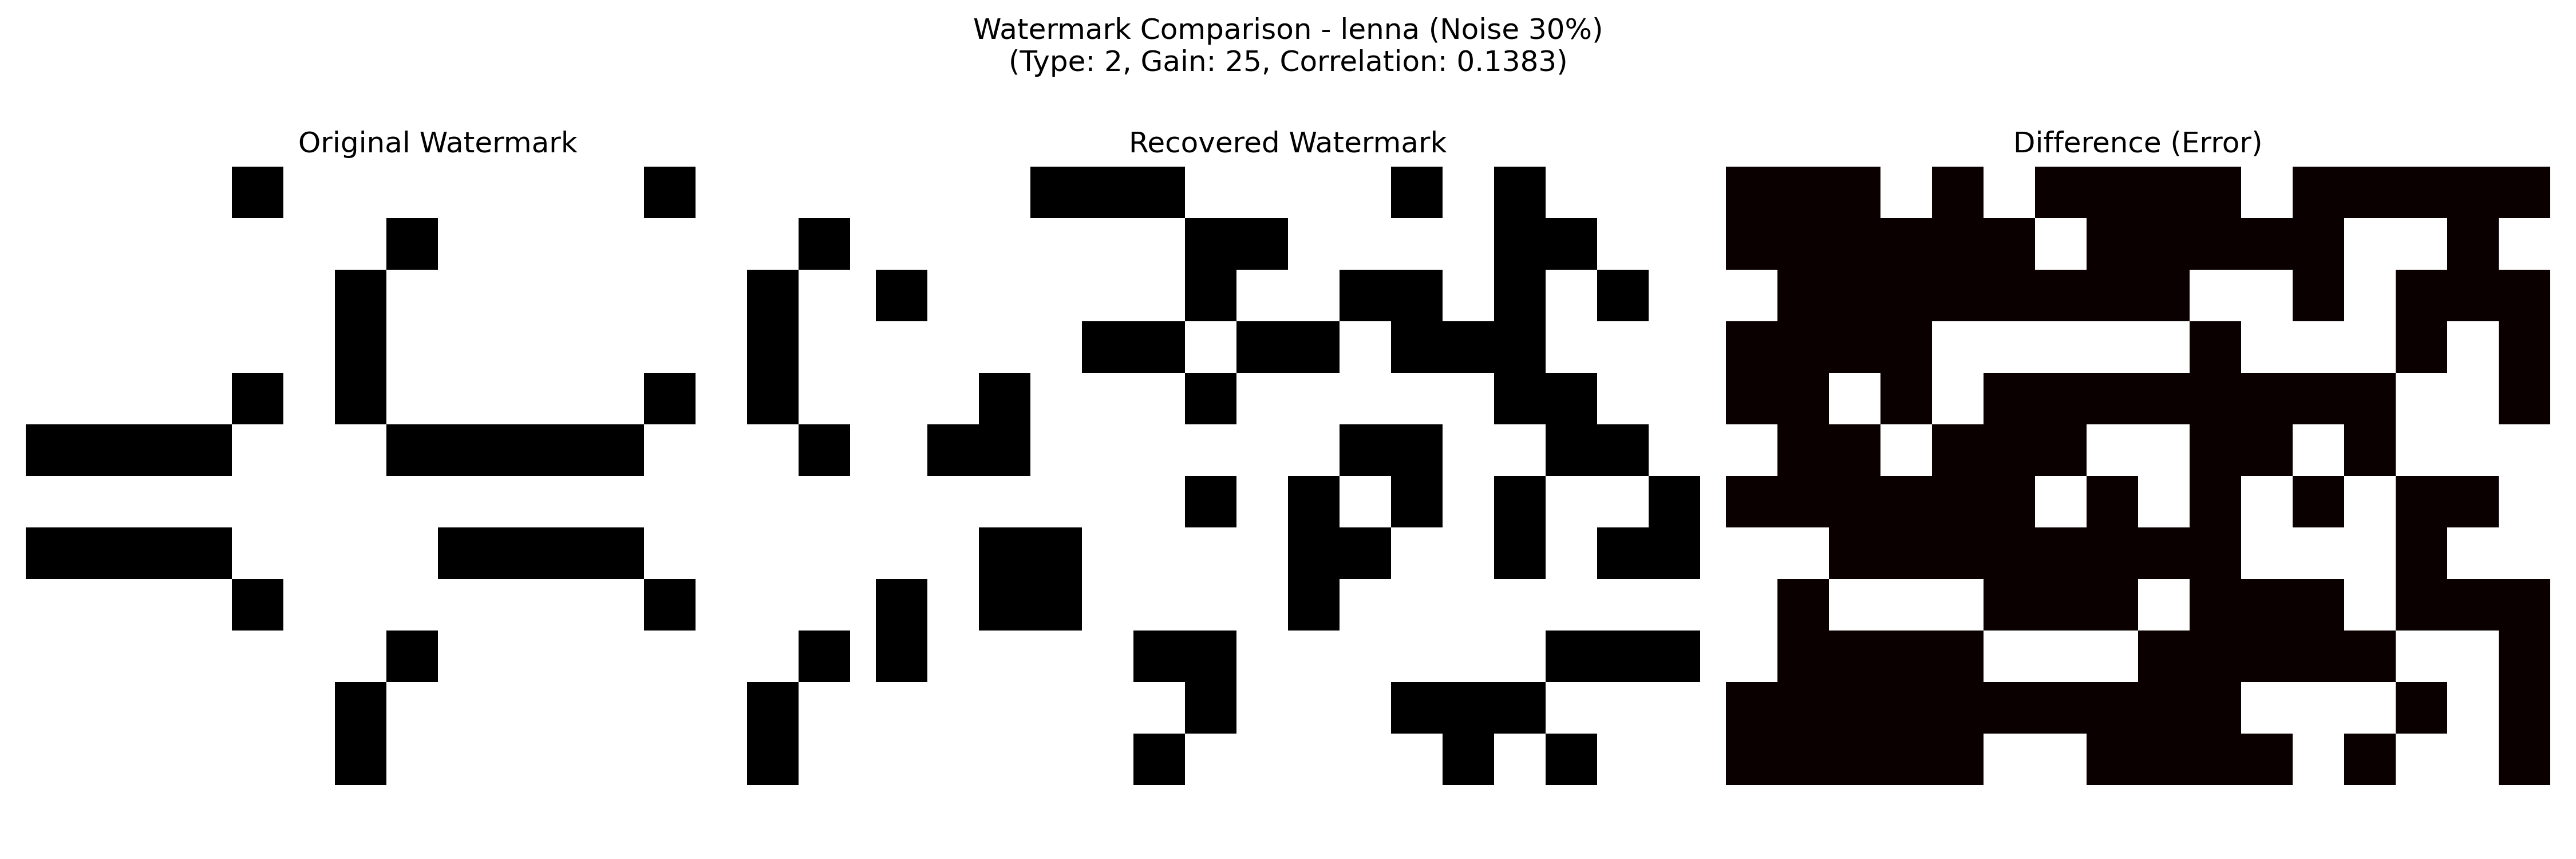 Watermark Comparison - lenna (Noise 30%)
(Type: 2, Gain: 25, Correlation: 0.1383)
Original Watermark
Recovered Watermark
Difference (Error)